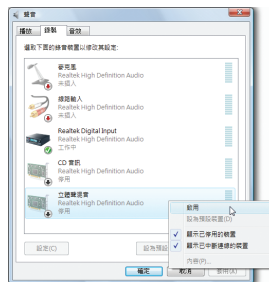 聲音
播放 錄製 音效
選取下面的錄音裝置以修改其設定:
麥克風
Realtek High Definition Audio
未插入
線路輸入
Realtek High Definition Audio
未插入
Realtek Digital Input
Realtek High Definition Audio
工作中
CD 音訊
Realtek High Definition Audio
停用
立體聲混音
Realtek High Definition Audio
停用
啟用
設為預設裝置(D)
顯示已停用的裝置
顯示已中斷連線的裝置
內容(P)...
設定(C) 設為預設
確定 取消 套用(A)